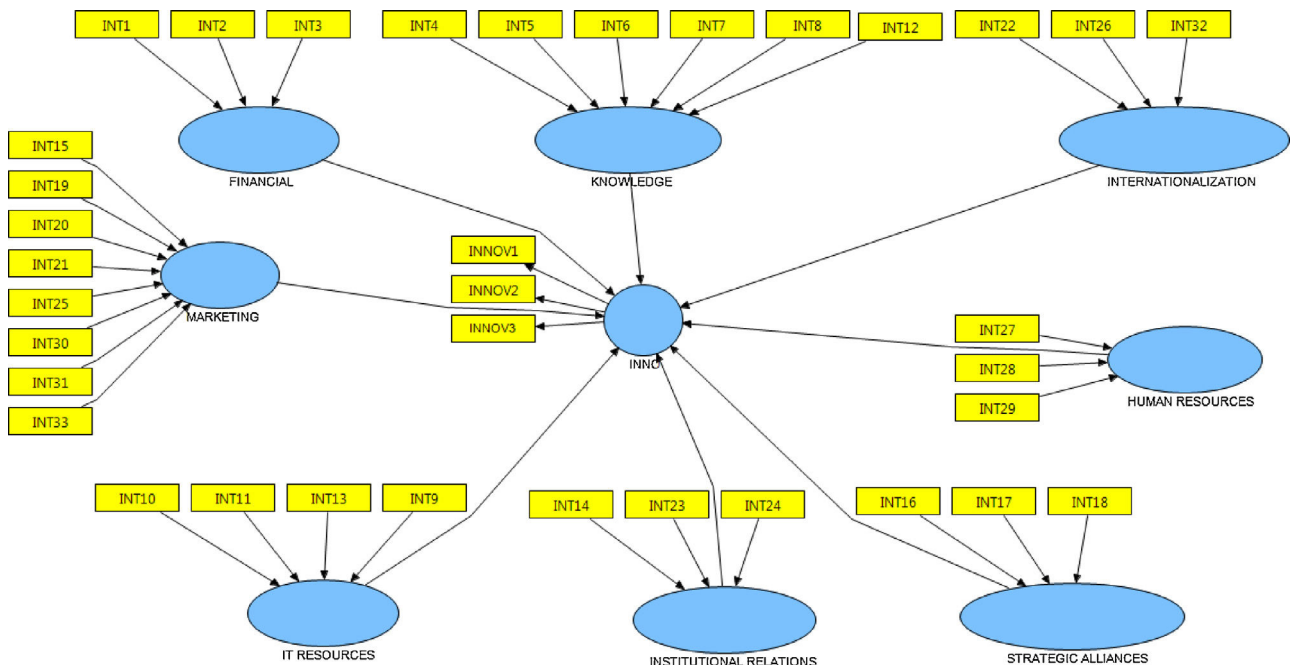 INT1
INT2
INT3
INT4
INT5
INT6
INT7
INT8
INT12
INT22
INT26
INT32
FINANCIAL
KNOWLEDGE
INTERNATIONALIZATION
INT15
INT19
INT20
INT21
INT25
INT30
INT31
INT33
MARKETING
INNOV1
INNOV2
INNOV3
INNO
INT27
INT28
INT29
HUMAN RESOURCES
INT10
INT11
INT13
INT9
IT RESOURCES
INT14
INT23
INT24
INSTITUTIONAL RELATIONS
INT16
INT17
INT18
STRATEGIC ALLIANCES